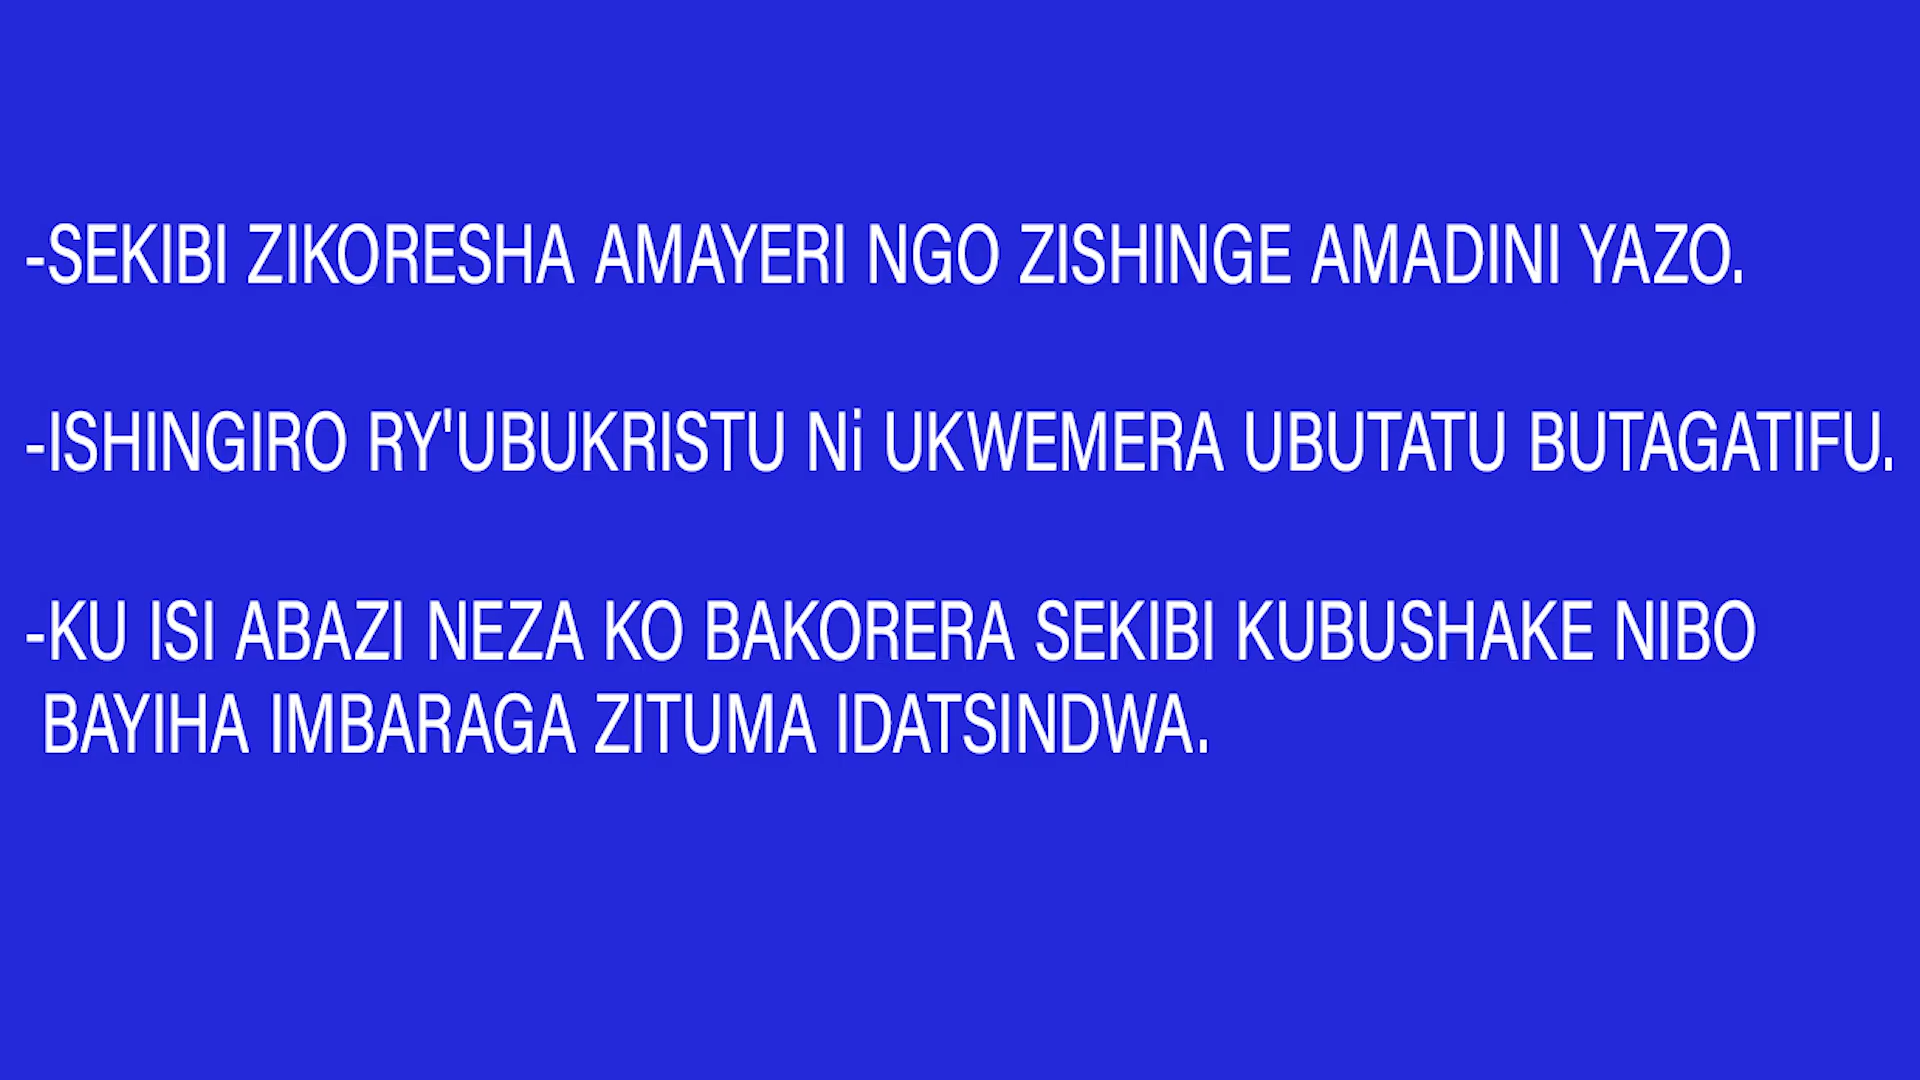 -SEKIBI ZIKORESHA AMAYERI NGO ZISHINGE AMADINI YAZO.
-ISHINGIRO RY'UBUKRISTU Ni UKWEMERA UBUTATU BUTAGATIFU.
-KU ISI ABAZI NEZA KO BAKORERA SEKIBI KUBUSHAKE NIBO
BAYIHA IMBARAGA ZITUMA IDATSINDWA.